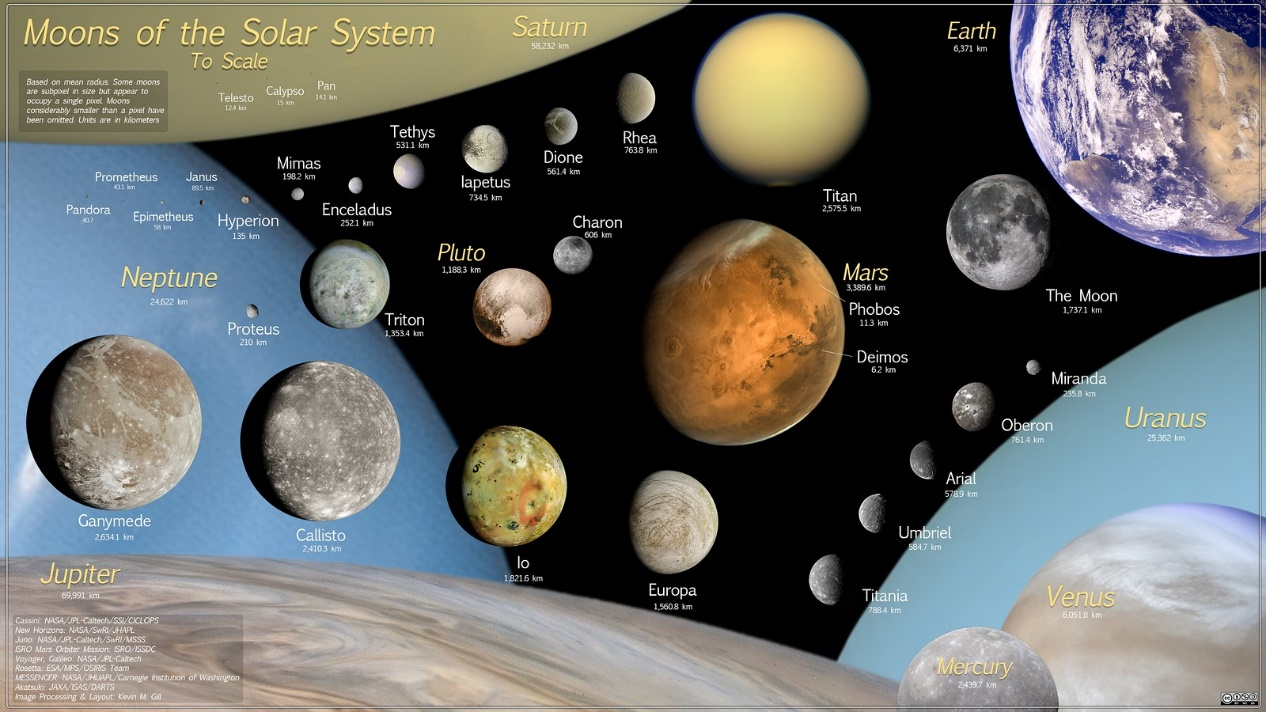 Moons of the Solar System
To Scale
Based on mean radius. Some moons
are subpixel in size but appear to
occupy a single pixel. Moons
considerably smaller than a pixel have
been omitted. Units are in kilometers
Saturn
58,232 km
Earth
6,371 km
Telesto
12.4 km
Calypso
15 km
Pan
14.1 km
Tethys
531.1 km
Iapetus
734.5 km
Dione
561.4 km
Rhea
763.8 km
Titan
2,575.5 km
Mimas
198.2 km
Enceladus
252.1 km
Prometheus
43.1 km
Janus
89.5 km
Pandora
40.7
Epimetheus
58 km
Hyperion
135 km
Charon
606 km
Pluto
1,188.3 km
Neptune
24,622 km
Proteus
210 km
Triton
1,353.4 km
Mars
3,389.6 km
Phobos
11.3 km
Deimos
6.2 km
The Moon
1,737.1 km
Miranda
235.8 km
Oberon
761.4 km
Uranus
25,362 km
Arial
578.9 km
Umbriel
584.7 km
Titania
788.4 km
Ganymede
2,634.1 km
Callisto
2,410.3 km
Io
1,821.6 km
Europa
1,560.8 km
Jupiter
69,991 km
Venus
6,051.8 km
Mercury
2,439.7 km
Cassini: NASA/JPL-Caltech/SSI/CICLOPS
New Horizons: NASA/SwRI/JHAPL
Juno: NASA/JPL-Caltech/SwRI/MSSS
ISRO Mars Orbiter Mission: ISRO/ISSDC
Voyager, Galileo: NASA/JPL-Caltech
Rosetta: ESA/MPS/OSIRIS Team
MESSENGER: NASA/JHUAPL/Carnegie Institution of Washington
Akatsuki: JAXA/ISAS/DARTS
Image Processing & Layout: Kevin M. Gill